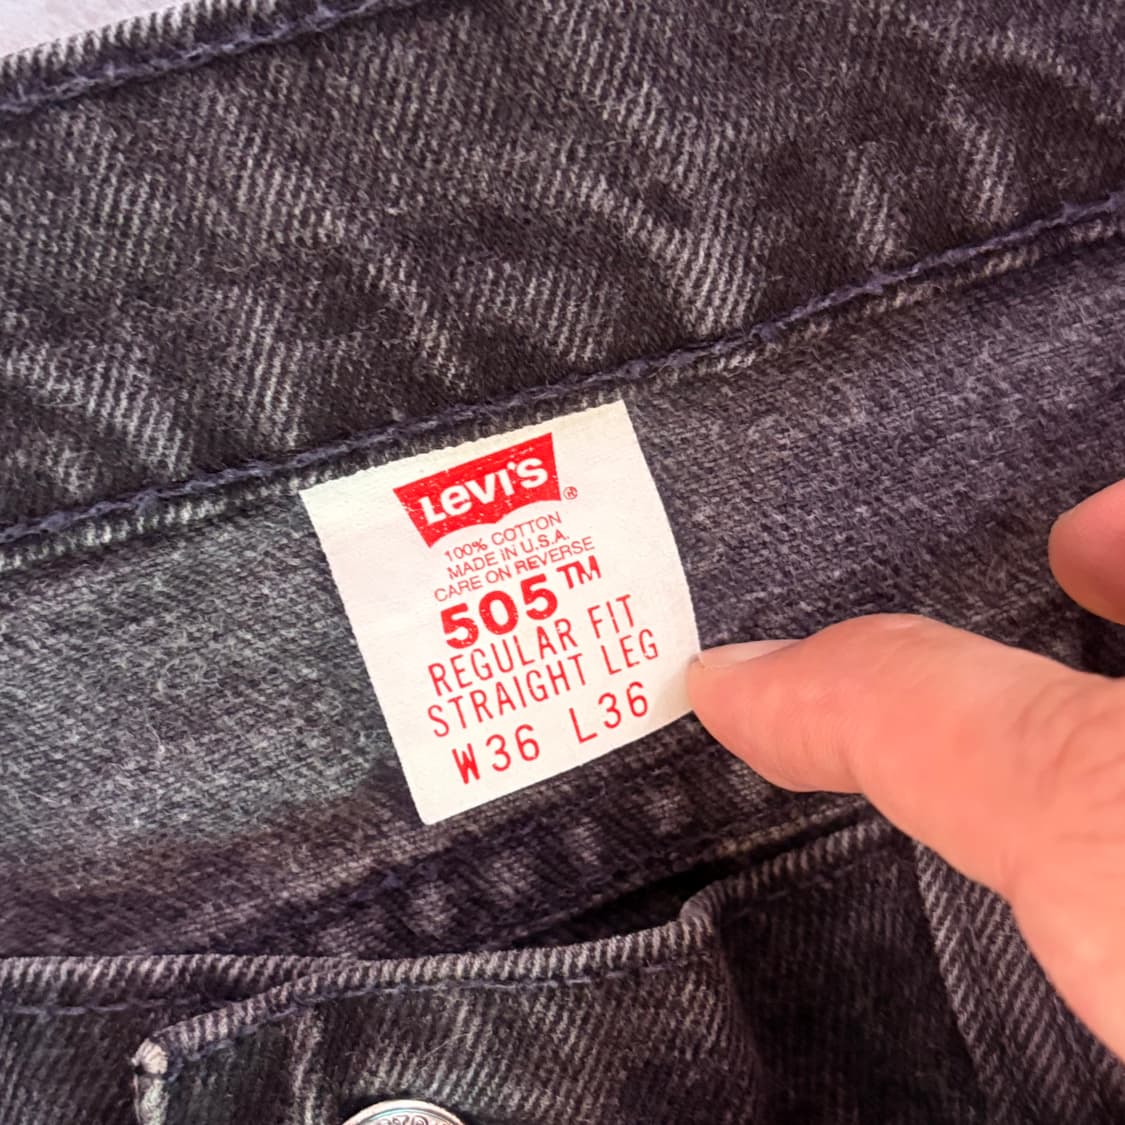 LEVI'S ®
100% COTTON
MADE IN U.S.A.
CARE ON REVERSE
505™
REGULAR FIT
STRAIGHT LEG
W36 L36